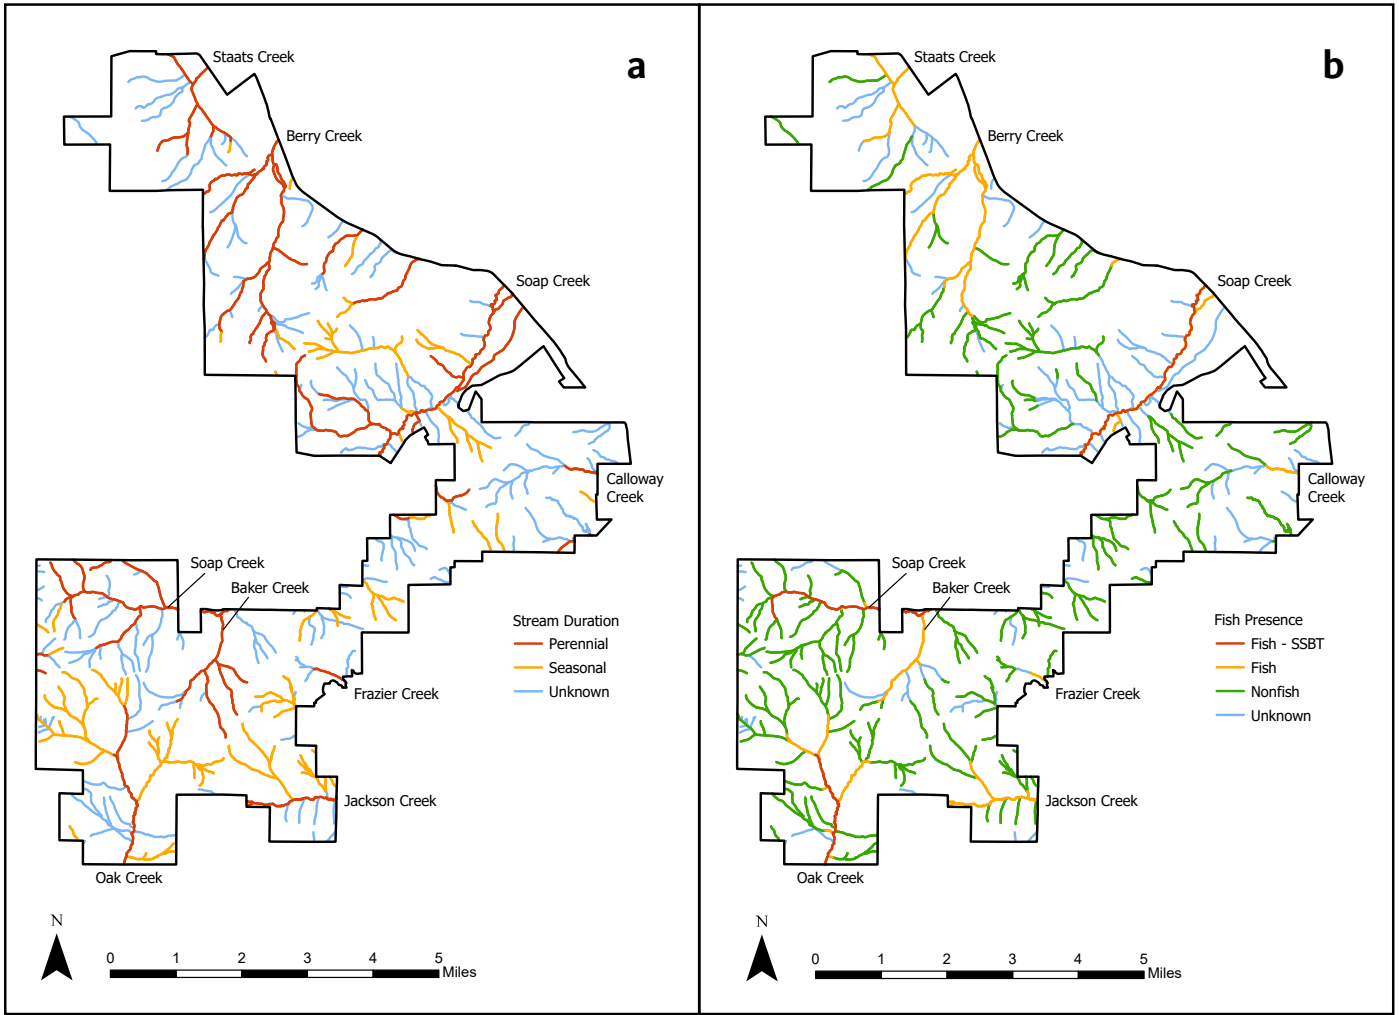 a
Staats Creek
Berry Creek
Soap Creek
Calloway
Creek
Soap Creek
Baker Creek
Stream Duration
Perennial
Seasonal
Unknown
Frazier Creek
Jackson Creek
Oak Creek
N
0 1 2 3 4 5
Miles
b
Staats Creek
Berry Creek
Soap Creek
Calloway
Creek
Soap Creek
Baker Creek
Fish Presence
Fish - SSBT
Fish
Nonfish
Unknown
Frazier Creek
Jackson Creek
Oak Creek
N
0 1 2 3 4 5
Miles